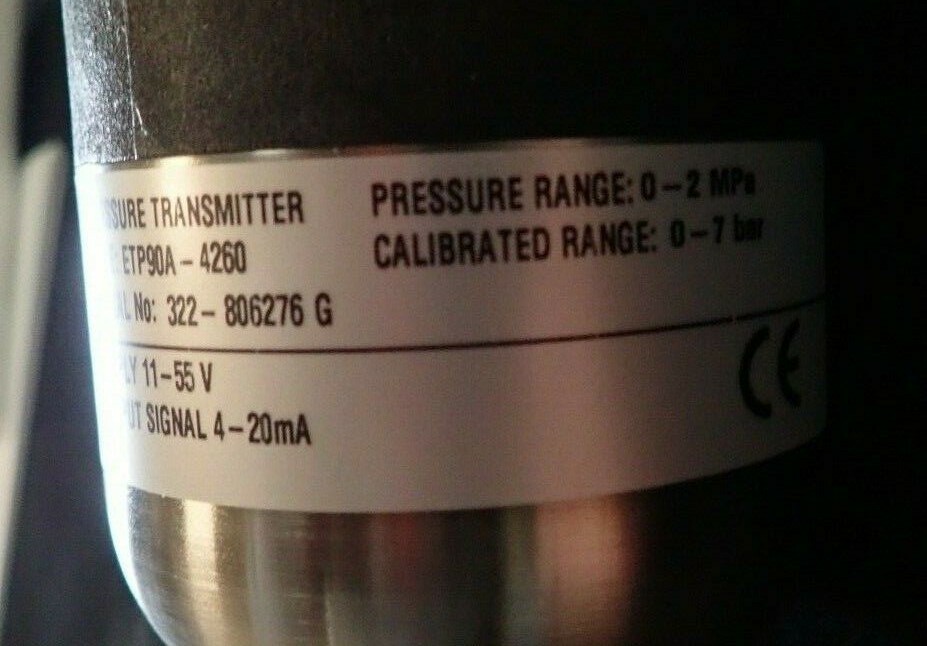 SSURE TRANSMITTER
ETP90A - 4260
L No: 322- 806276 G
PRESSURE RANGE: 0-2 MPa
CALIBRATED RANGE: 0-7 bar
LY 11-55 V
UT SIGNAL 4-20mA
CE